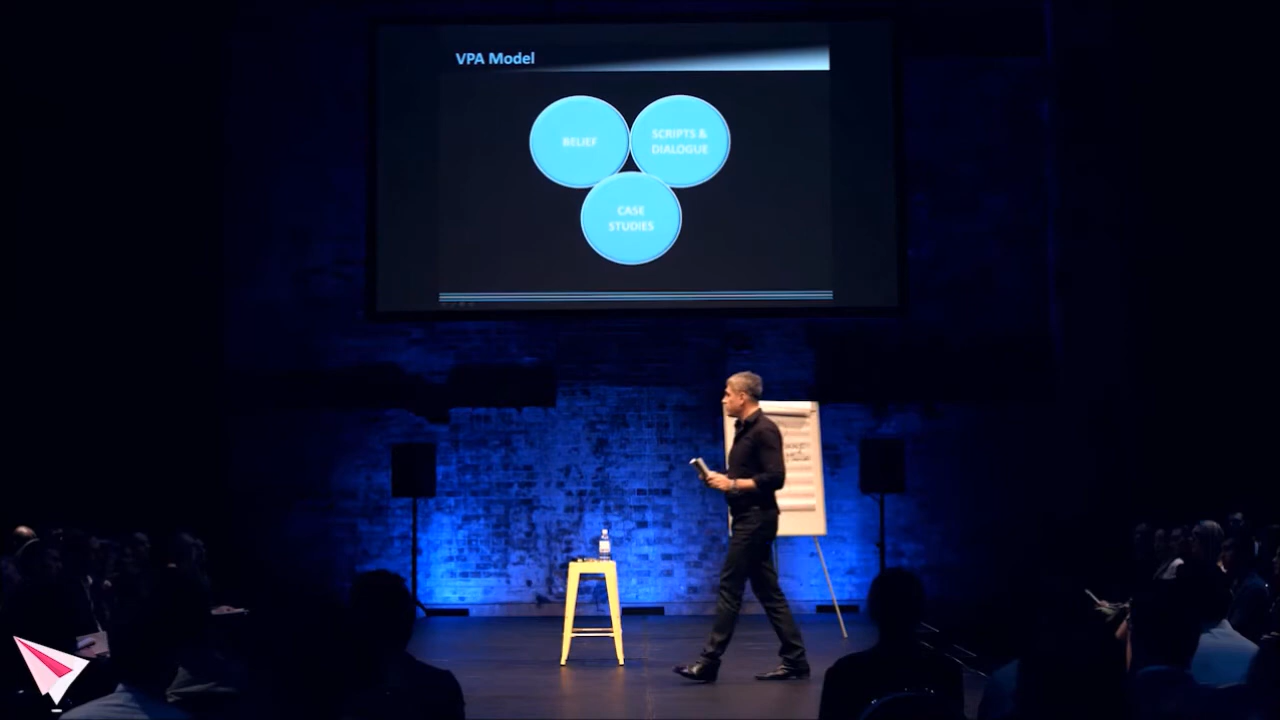 VPA Model
BELIEF
SCRIPTS &
DIALOGUE
CASE
STUDIES